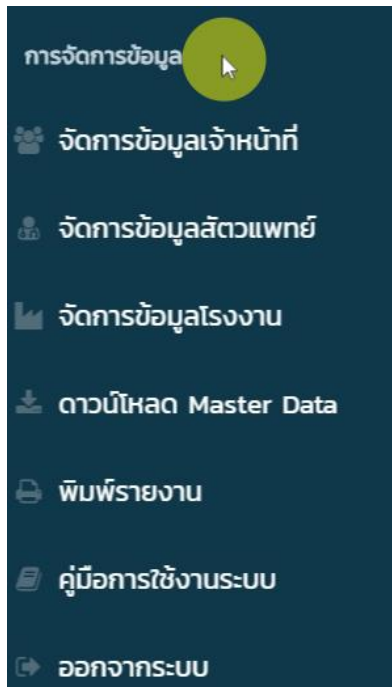 การจัดการข้อมูล
จัดการข้อมูลเจ้าหน้าที่
จัดการข้อมูลสัตวแพทย์
จัดการข้อมูลโรงงาน
ดาวน์โหลด Master Data
พิมพ์รายงาน
คู่มือการใช้งานระบบ
ออกจากระบบ